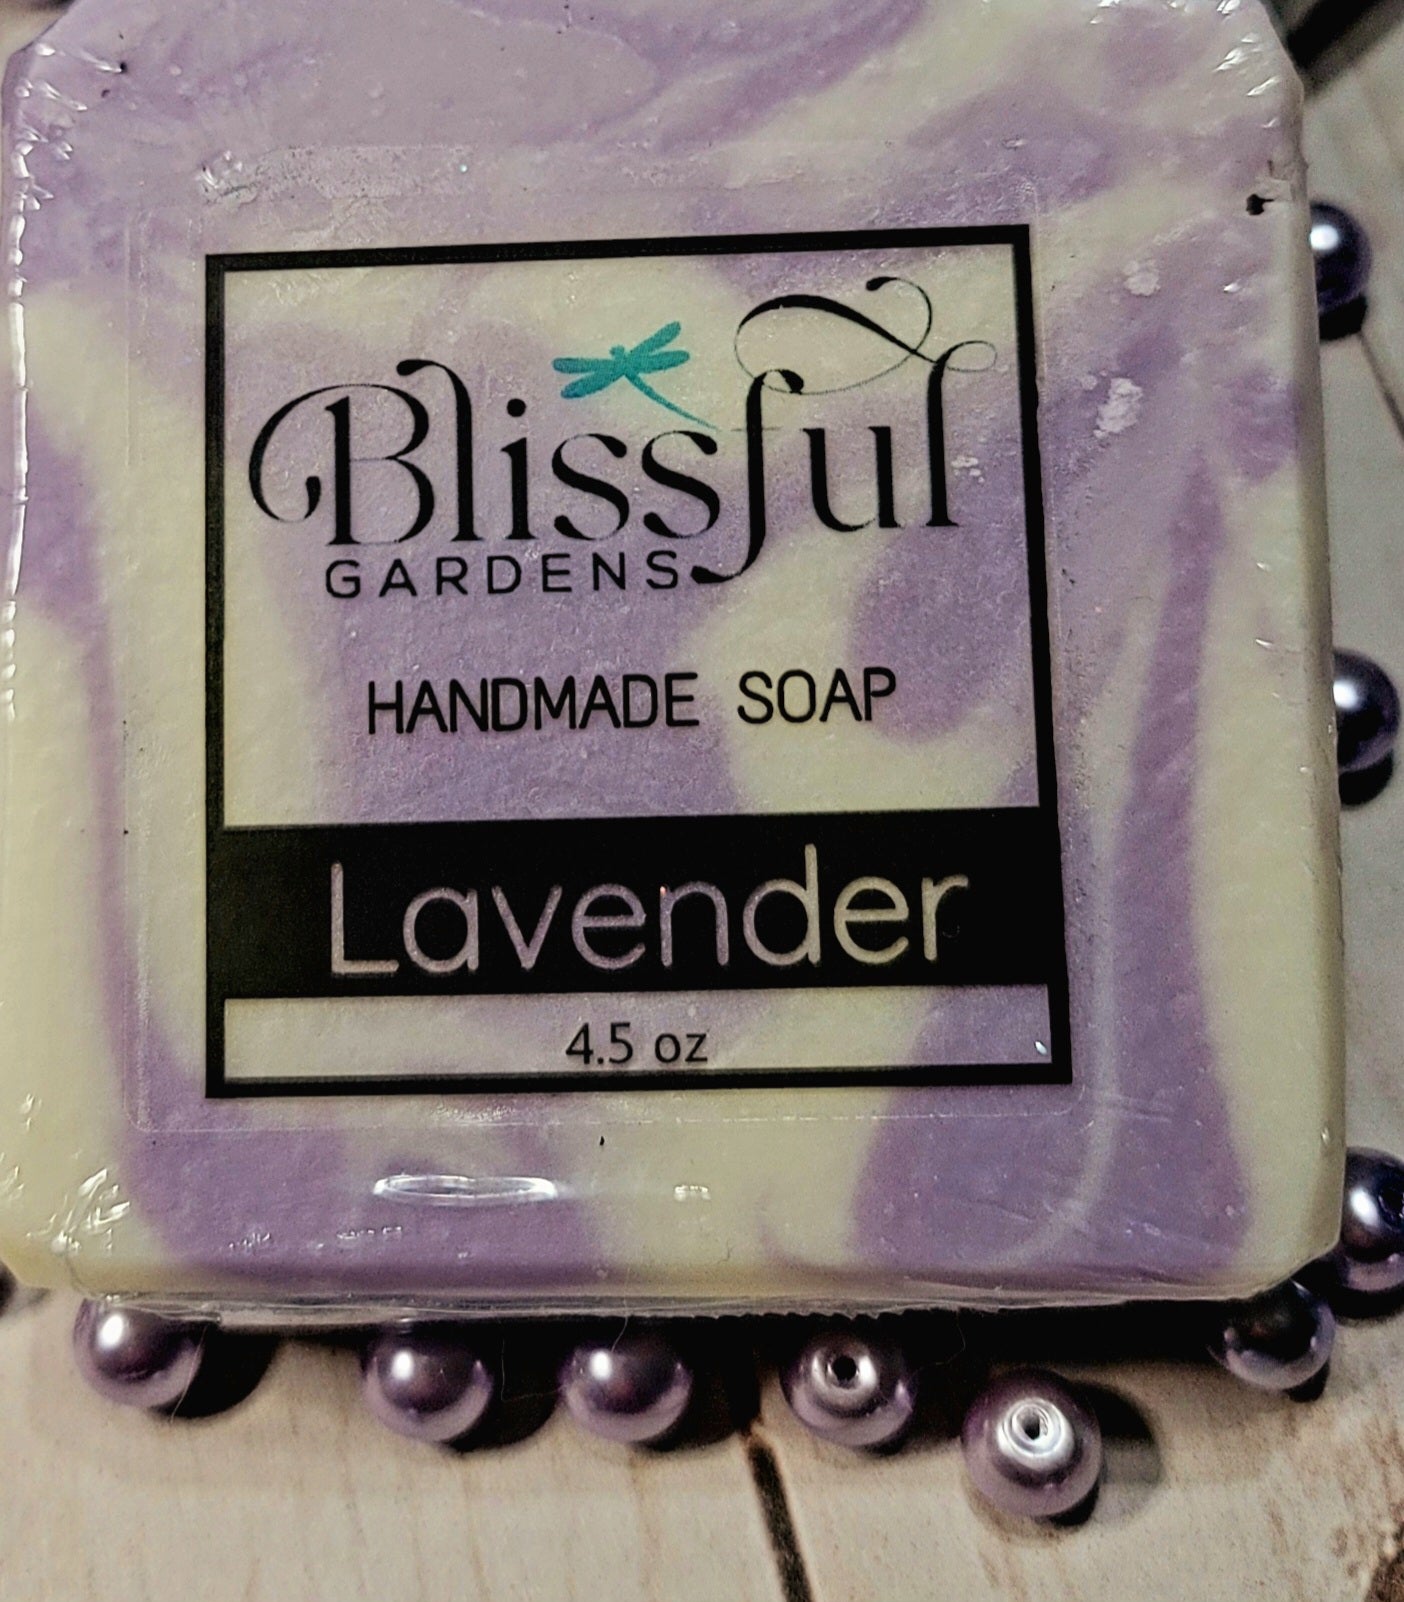 Blissful
GARDENS
HANDMADE SOAP
Lavender
4.5 oz